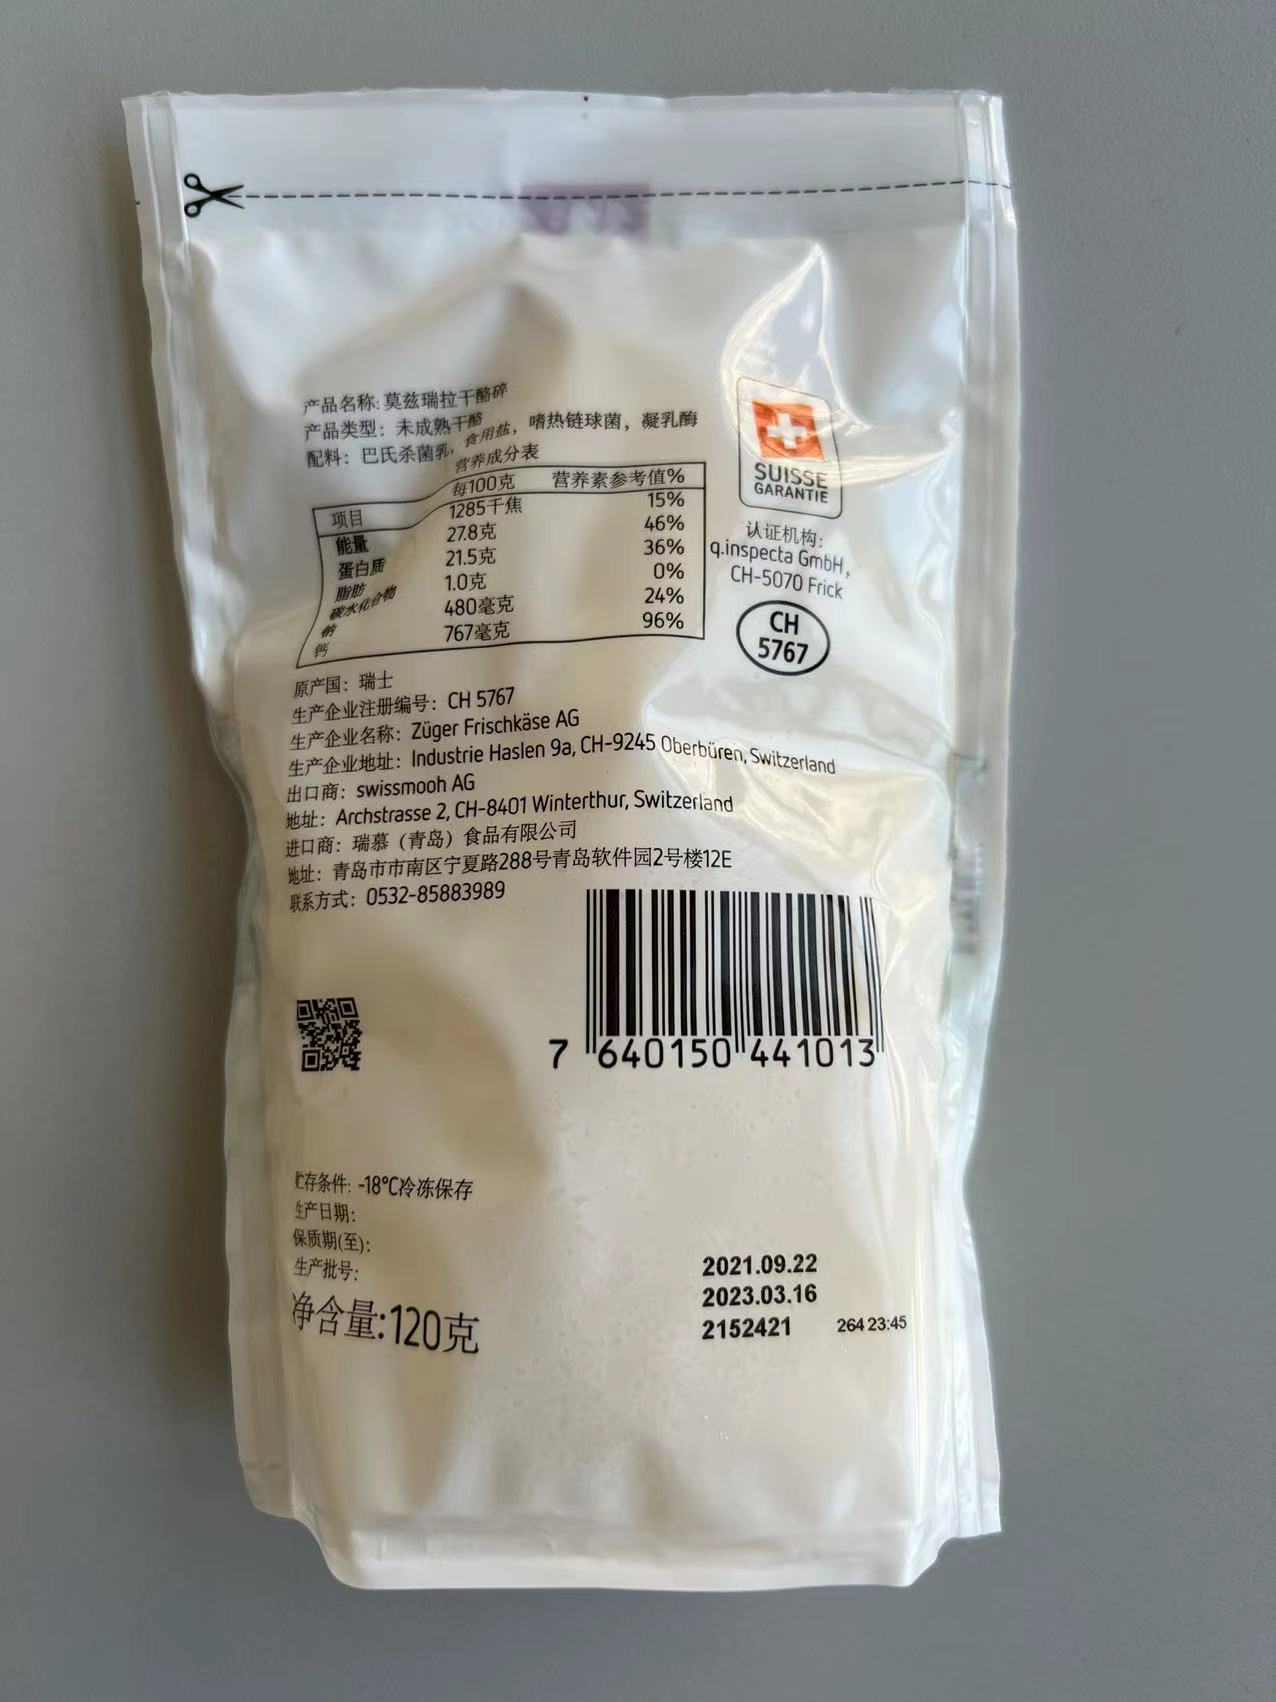 产品名称: 莫兹瑞拉干酪碎
产品类型：未成熟干酪
配料：巴氏杀菌乳，食用盐，嗜热链球菌，凝乳酶
营养成分表
项目 每100克 营养素参考值%
能量 1285千焦 15%
蛋白质 27.8克 46%
脂肪 21.5克 36%
碳水化合物 1.0克 0%
钠 480毫克 24%
钙 767毫克 96%
SUISSE
GARANTIE
认证机构：
q.inspecta GmbH,
CH-5070 Frick
CH
5767
原产国：瑞士
生产企业注册编号：CH 5767
生产企业名称：Züger Frischkäse AG
生产企业地址：Industrie Haslen 9a, CH-9245 Oberbüren, Switzerland
出口商：swissmooh AG
地址：Archstrasse 2, CH-8401 Winterthur, Switzerland
进口商：瑞慕（青岛）食品有限公司
地址：青岛市市南区宁夏路288号青岛软件园2号楼12E
联系方式：0532-85883989
7 640150 441013
贮存条件: -18°C冷冻保存
生产日期: 2021.09.22
保质期(至): 2023.03.16
生产批号: 2152421 264 23:45
净含量:120克